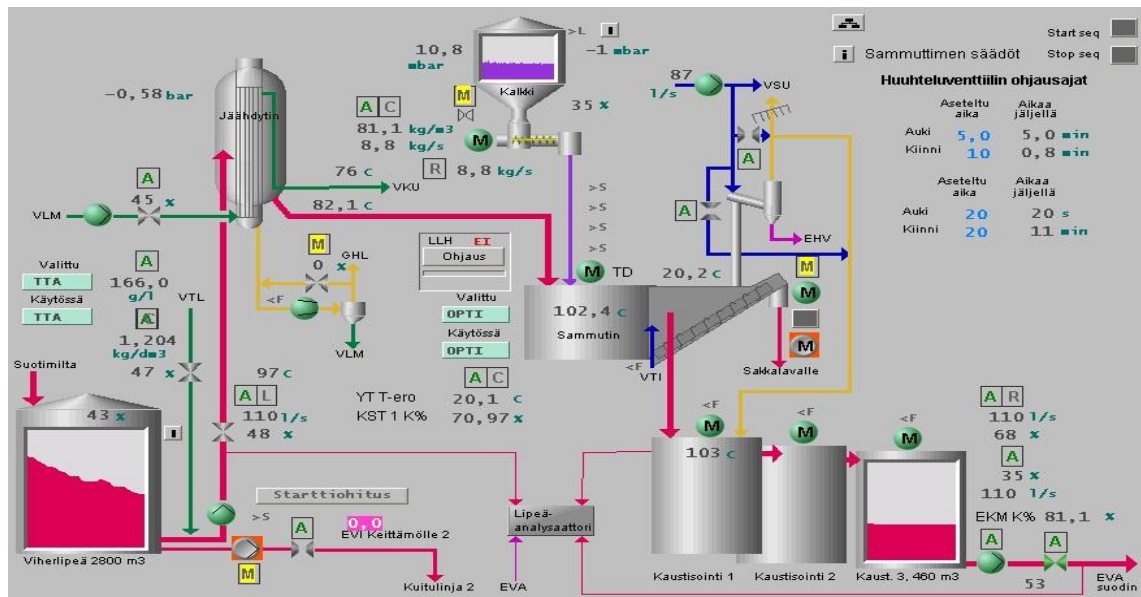 >L
i
10,8
mbar
-1 mbar
Start seq
i
Sammuttimen säädöt
Stop seq
87
l/s
VSU
Huuhteluventtiilin ohjausajat
-0,58 bar
Jäähdytin
Kalkki
M
35 %
Aseteltu
aika
Aikaa
jäljellä
A C
81,1 kg/m3
8,8 kg/s
M
Auki
5,0
5,0 min
Kiinni
10
0,8 min
A
R
8,8 kg/s
76 C
VKU
A
45 %
VLM
82,1 C
>S
>S
>S
A
Aseteltu
aika
Aikaa
jäljellä
Auki
20
20 s
Kiinni
20
11 min
EHV
M
0 %
GHL
LLH EI
Ohjaus
M TD
20,2 C
M
Valittu
TTA
Käytössä
TTA
A
166,0
g/l
VTL
<F
Valittu
OPTI
Käytössä
OPTI
102,4 C
Sammutin
M
M
A
1,204
kg/dm3
47 %
VLM
<F
VTI
Sakkalavalle
Suotimilta
97 C
A C
43 %
A L
110 l/s
48 %
YT T-ero
20,1 C
KST 1 K%
70,97 %
i
<F
M
<F
M
<F
M
A R
110 l/s
68 %
103 C
A
35 %
110 l/s
Starttiohitus
>S
0,0
EVI Keittämölle 2
A
Lipeä-
analysaattori
EKM K% 81,1 %
Viherlipeä 2800 m3
M
Kuitulinja 2
EVA
Kaustisointi 1
Kaustisointi 2
Kaust. 3, 460 m3
A
A
53
EVA
suodin